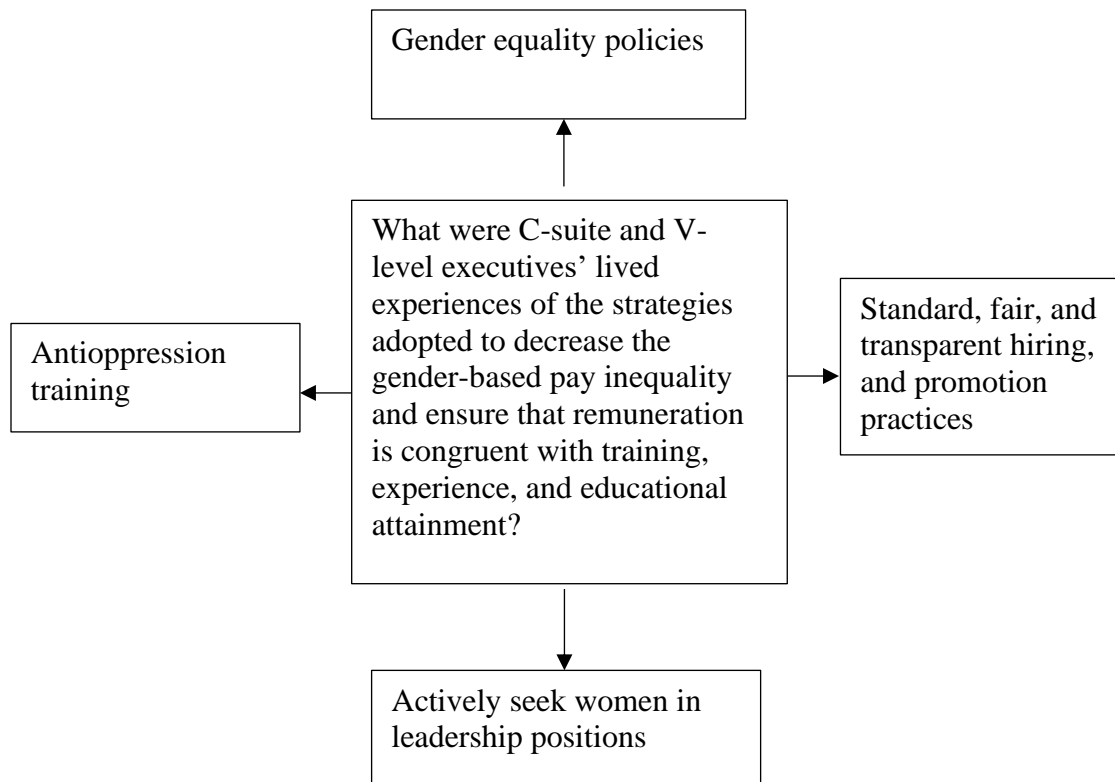 Gender equality policies
What were C-suite and V-
level executives’ lived
experiences of the strategies
adopted to decrease the
gender-based pay inequality
and ensure that remuneration
is congruent with training,
experience, and educational
attainment?
Standard, fair, and
transparent hiring,
and promotion
practices
Antioppression
training
Actively seek women in
leadership positions